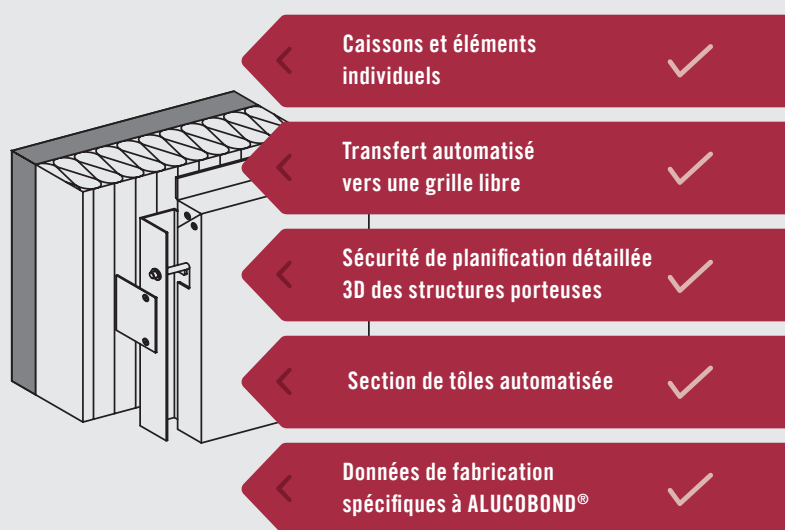 Caissons et éléments
individuels
Transfert automatisé
vers une grille libre
Sécurité de planification détaillée
3D des structures porteuses
Section de tôles automatisée
Données de fabrication
spécifiques à ALUCOBOND®